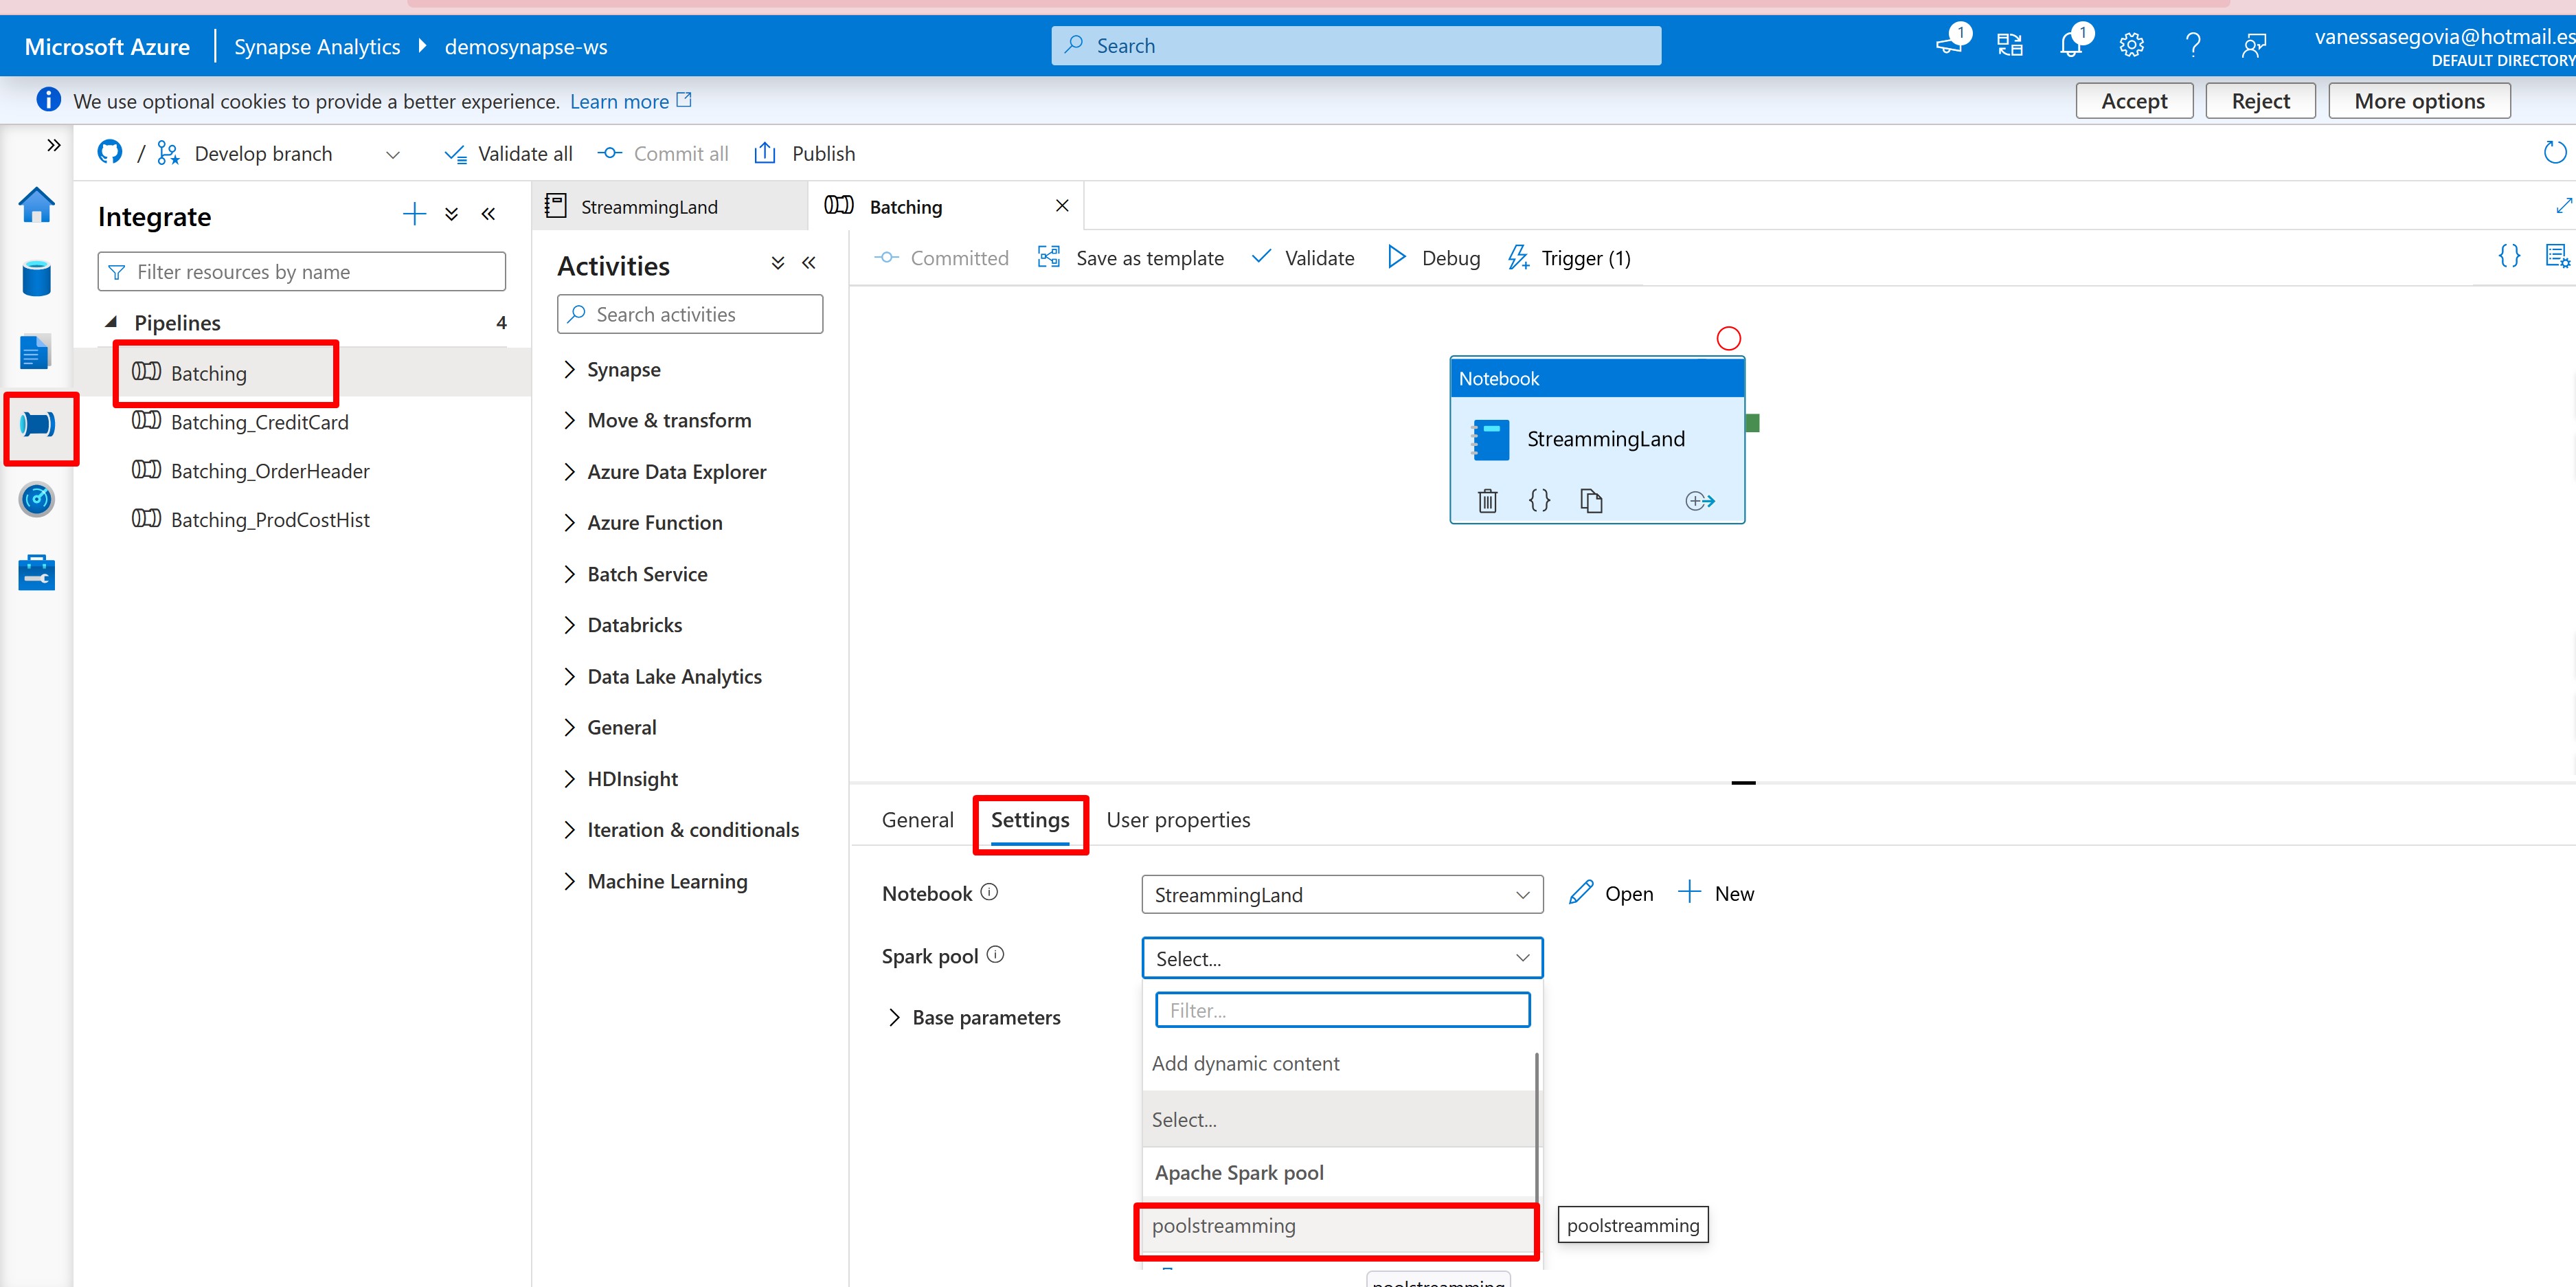 Microsoft Azure
Synapse Analytics
demosynapse-ws
Search
1
1
vanessasegovia@hotmail.es
DEFAULT DIRECTORY
We use optional cookies to provide a better experience. Learn more
Accept
Reject
More options
/
Develop branch
Validate all
Commit all
Publish
Integrate
StreammingLand
Batching
Filter resources by name
Pipelines
4
Batching
Batching_CreditCard
Batching_OrderHeader
Batching_ProdCostHist
Activities
Search activities
Synapse
Move & transform
Azure Data Explorer
Azure Function
Batch Service
Databricks
Data Lake Analytics
General
HDInsight
Iteration & conditionals
Machine Learning
Committed
Save as template
Validate
Debug
Trigger (1)
Notebook
StreammingLand
General
Settings
User properties
Notebook
StreammingLand
Open
New
Spark pool
Select...
Filter...
Base parameters
Add dynamic content
Select...
Apache Spark pool
poolstreamming
poolstreamming
poolstreamming